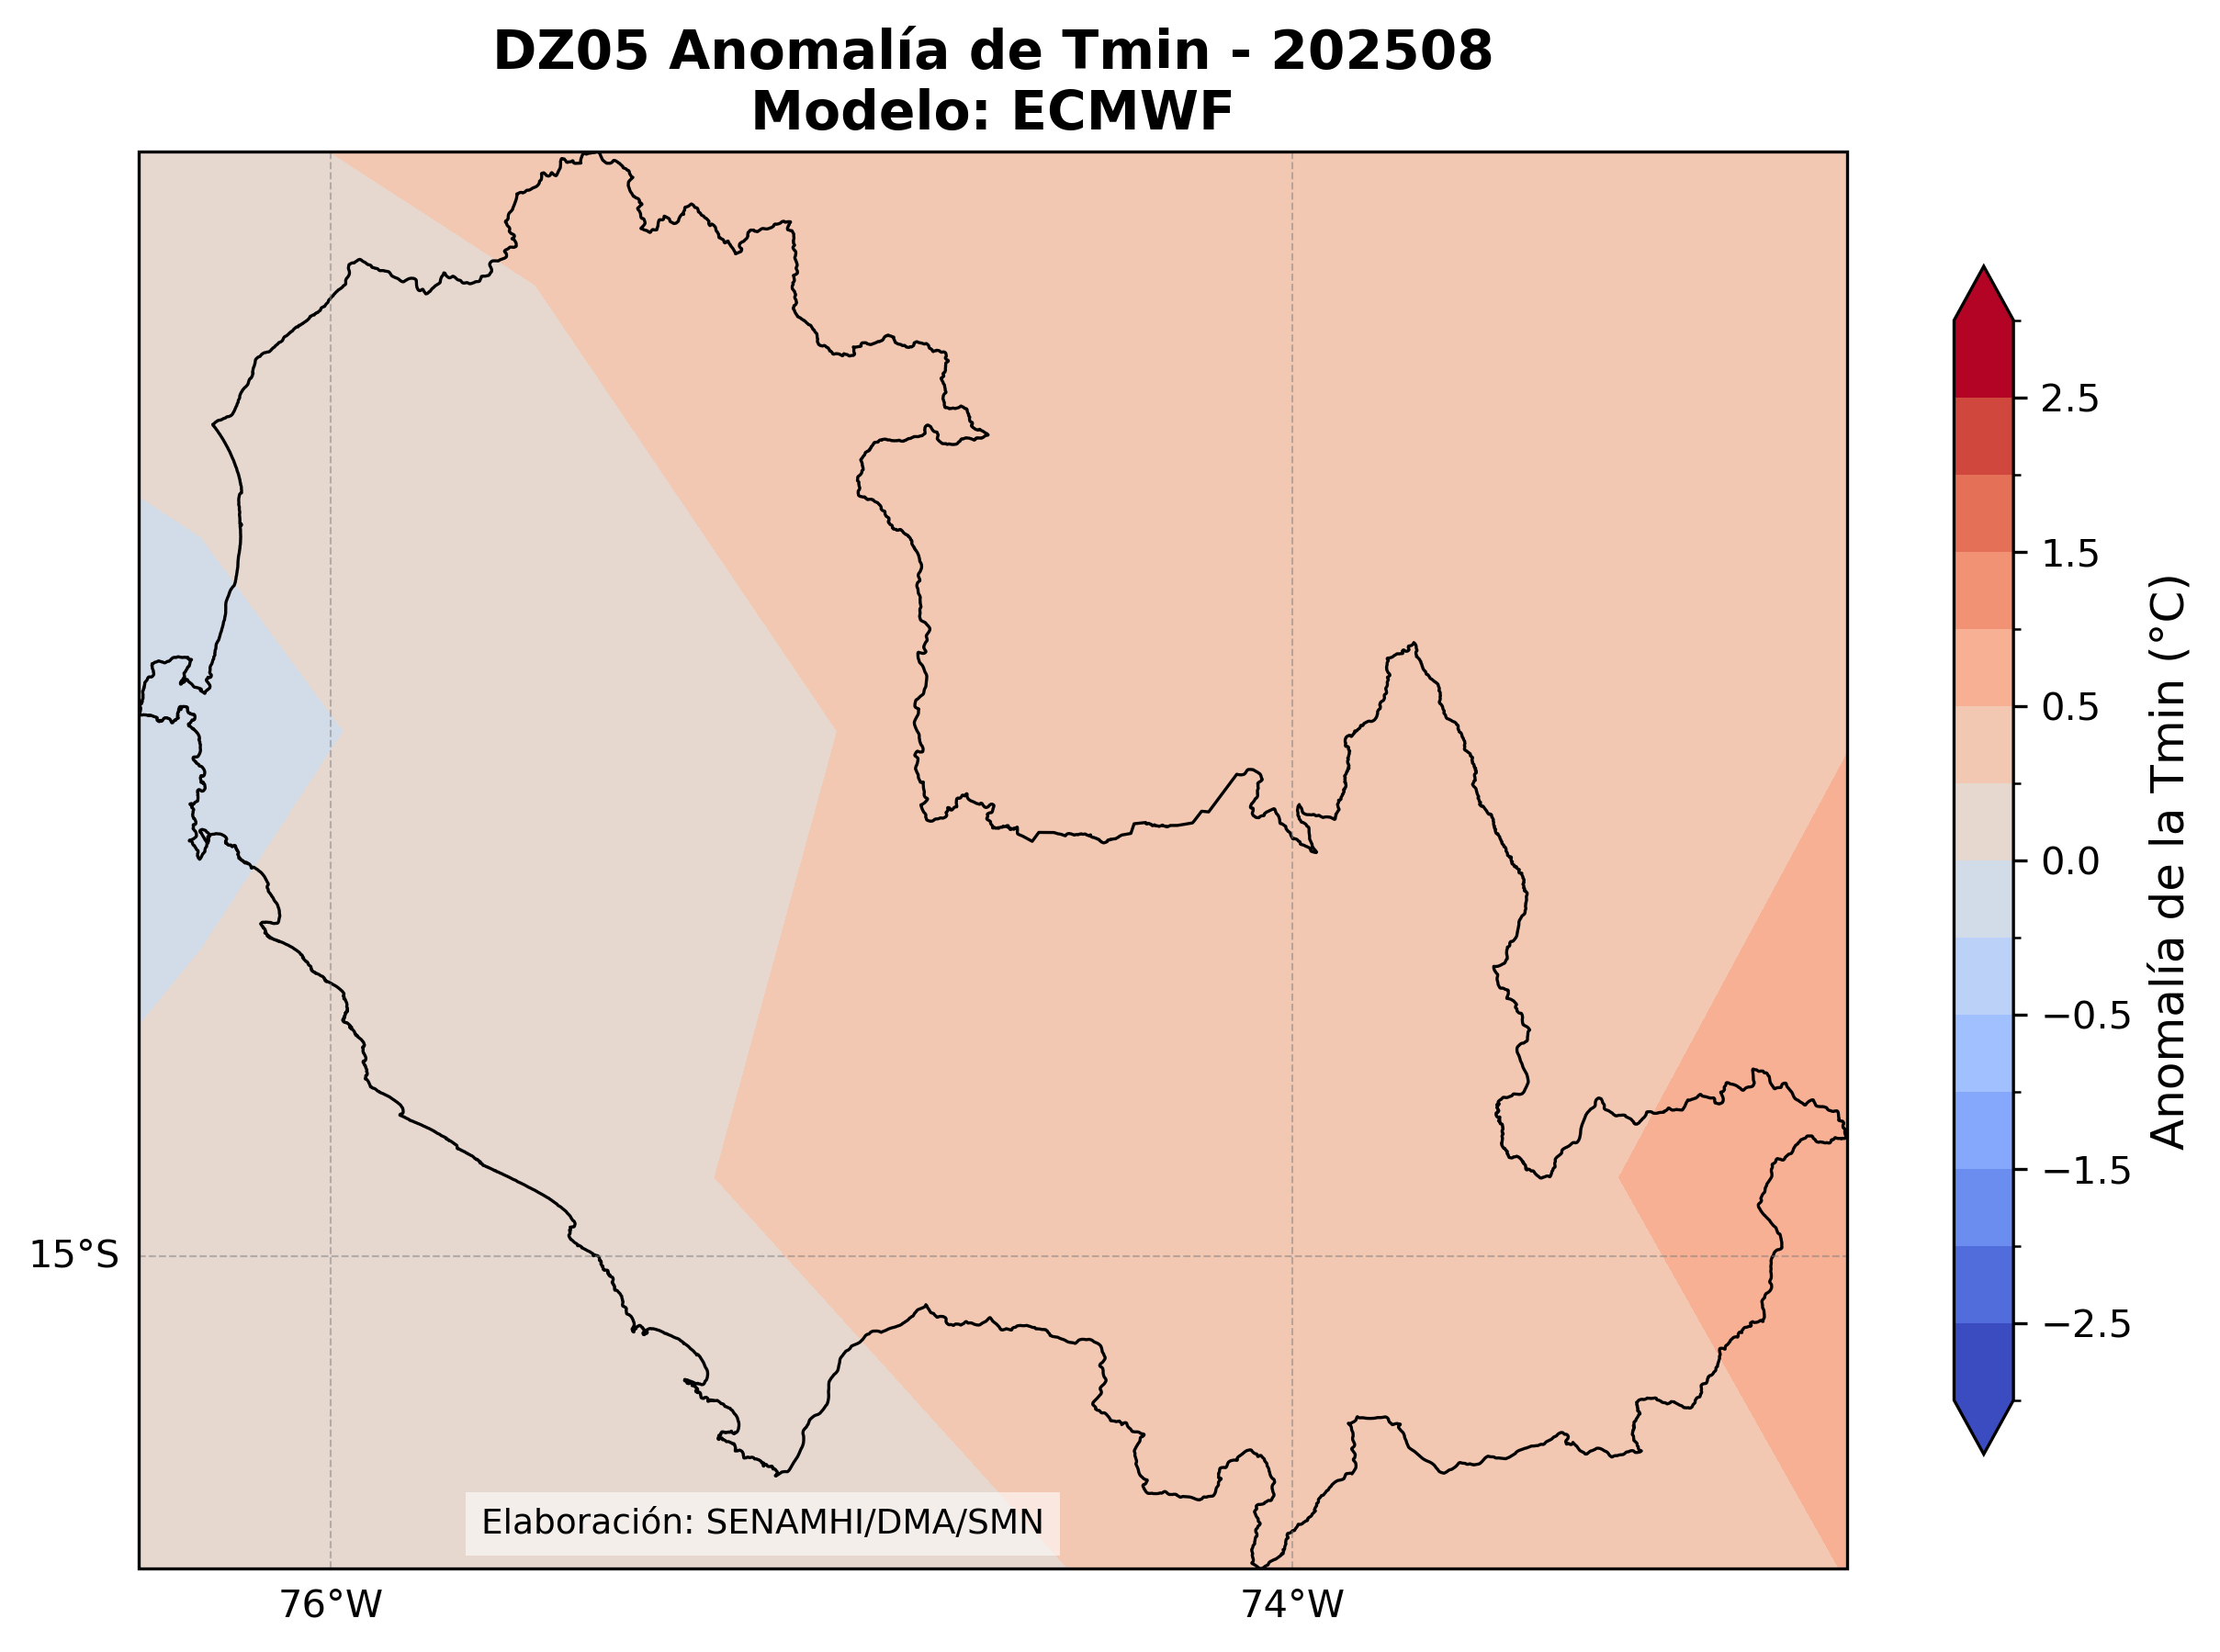 DZ05 Anomalía de Tmin - 202508
Modelo: ECMWF
2.5
1.5
0.5
0.0
−0.5
−1.5
−2.5
Anomalía de la Tmin (°C)
15°S
Elaboración: SENAMHI/DMA/SMN
76°W
74°W